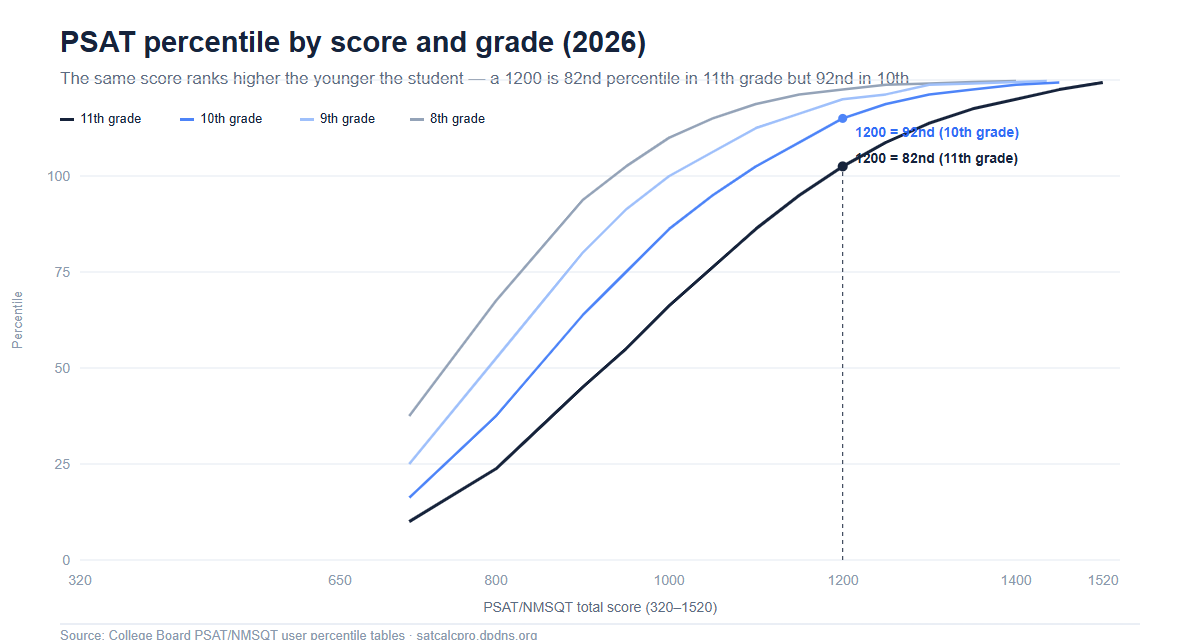 PSAT percentile by score and grade (2026)
The same score ranks higher the younger the student — a 1200 is 82nd percentile in 11th grade but 92nd in 10th
11th grade
10th grade
9th grade
8th grade
1200 = 92nd (10th grade)
1200 = 82nd (11th grade)
100
75
50
25
0
Percentile
320
650
800
1000
1200
1400
1520
PSAT/NMSQT total score (320–1520)
Source: College Board PSAT/NMSQT user percentile tables · satcalcpro.dpdns.org